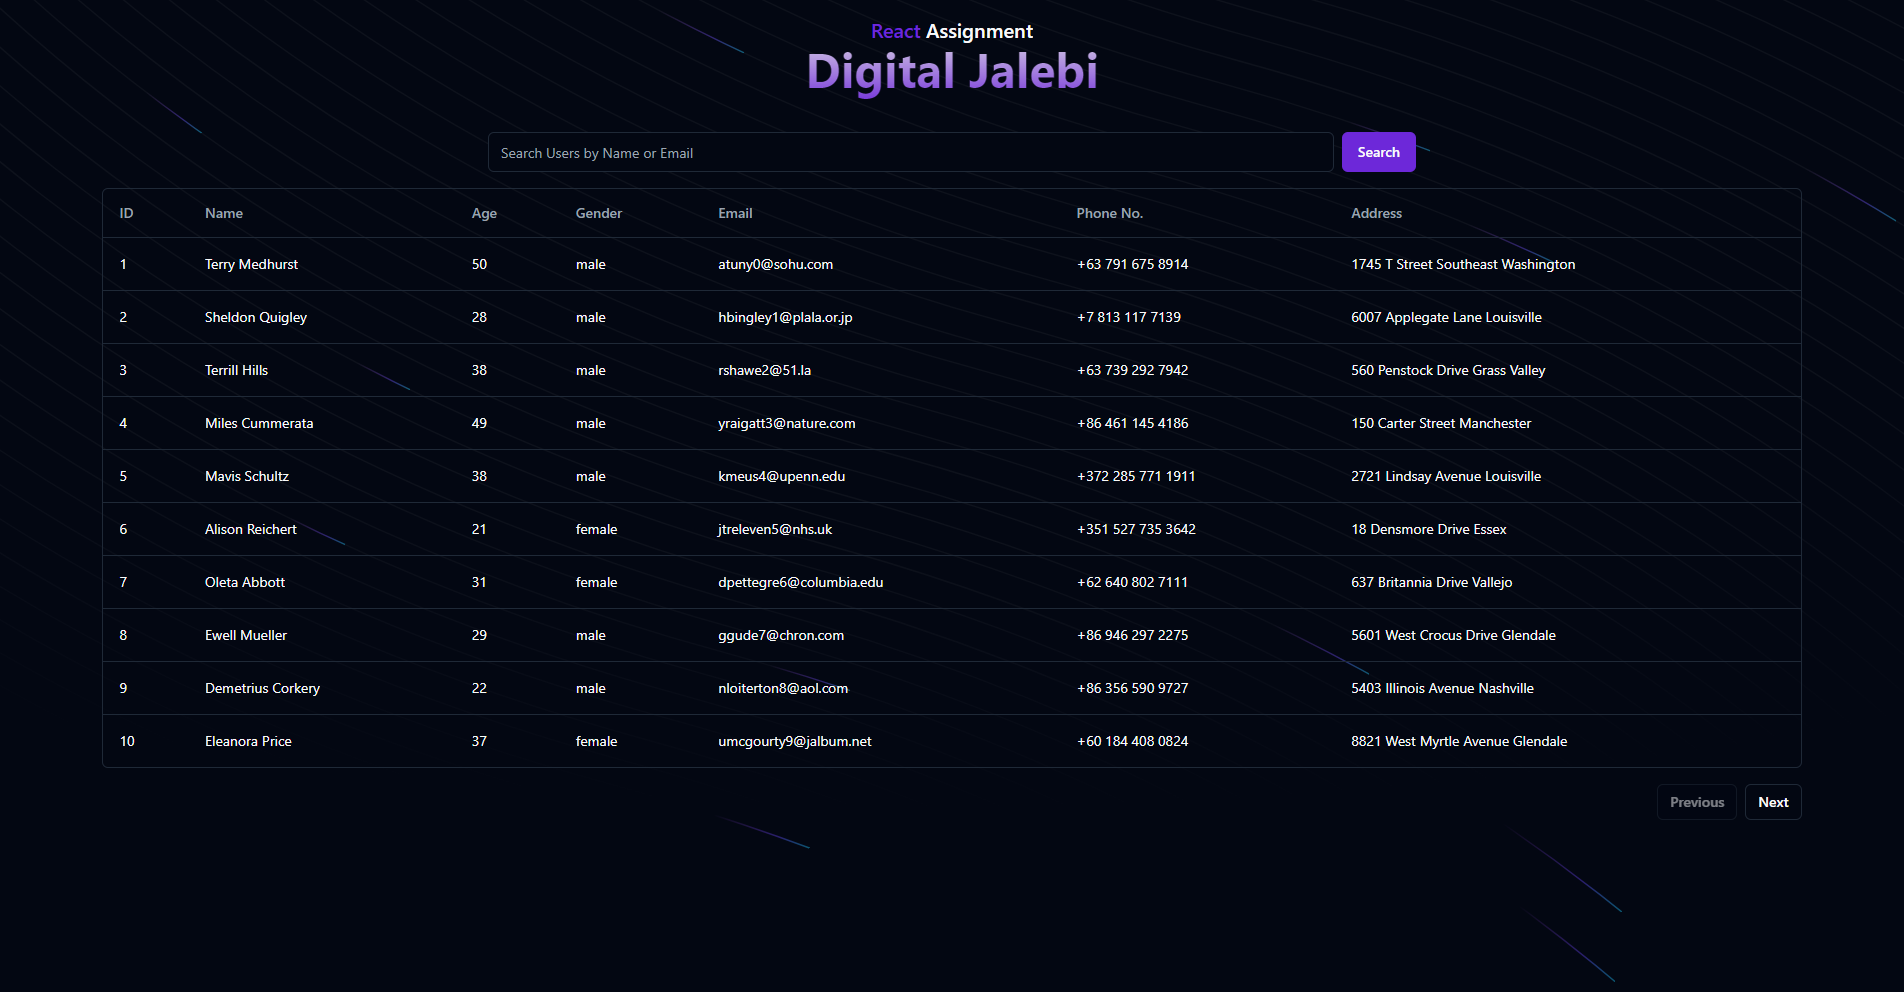 React Assignment
Digital Jalebi
Search Users by Name or Email Search
ID Name Age Gender Email Phone No. Address
1 Terry Medhurst 50 male atuny0@sohu.com +63 791 675 8914 1745 T Street Southeast Washington
2 Sheldon Quigley 28 male hbingley1@plala.or.jp +7 813 117 7139 6007 Applegate Lane Louisville
3 Terrill Hills 38 male rshawe2@51.la +63 739 292 7942 560 Penstock Drive Grass Valley
4 Miles Cummerata 49 male yraigatt3@nature.com +86 461 145 4186 150 Carter Street Manchester
5 Mavis Schultz 38 male kmeus4@upenn.edu +372 285 771 1911 2721 Lindsay Avenue Louisville
6 Alison Reichert 21 female jtreleven5@nhs.uk +351 527 735 3642 18 Densmore Drive Essex
7 Oleta Abbott 31 female dpettegre6@columbia.edu +62 640 802 7111 637 Britannia Drive Vallejo
8 Ewell Mueller 29 male ggude7@chron.com +86 946 297 2275 5601 West Crocus Drive Glendale
9 Demetrius Corkery 22 male nloiterton8@aol.com +86 356 590 9727 5403 Illinois Avenue Nashville
10 Eleanora Price 37 female umcgourty9@jalbum.net +60 184 408 0824 8821 West Myrtle Avenue Glendale
Previous Next